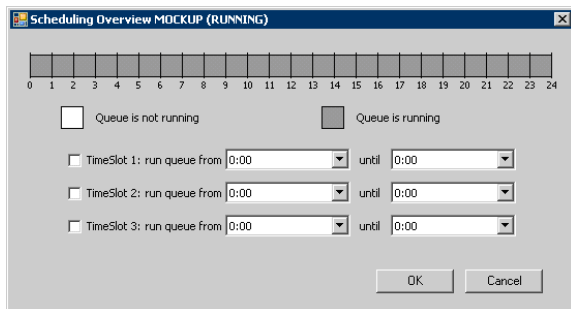 Scheduling Overview MOCKUP (RUNNING)
0 1 2 3 4 5 6 7 8 9 10 11 12 13 14 15 16 17 18 19 20 21 22 23 24
Queue is not running Queue is running
TimeSlot 1: run queue from 0:00 until 0:00
TimeSlot 2: run queue from 0:00 until 0:00
TimeSlot 3: run queue from 0:00 until 0:00
OK Cancel